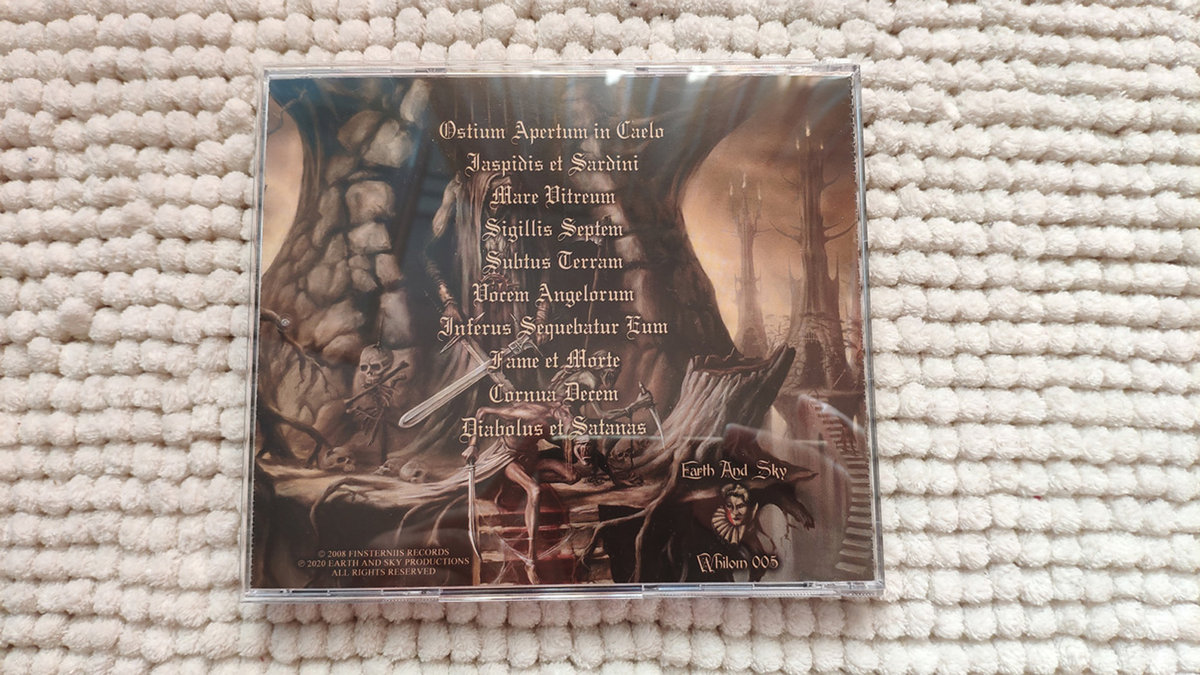 Ostium Apertum in Caelo
Iaspidis et Sardini
Mare Vitreum
Sigillis Septem
Subtus Terram
Vocem Angelorum
Inferus Sequebatur Eum
Fame et Morte
Cornua Decem
Diabolus et Satanas
Earth And Sky
Whilom 005
© 2008 FINSTERNIIS RECORDS
℗ 2020 EARTH AND SKY PRODUCTIONS
ALL RIGHTS RESERVED